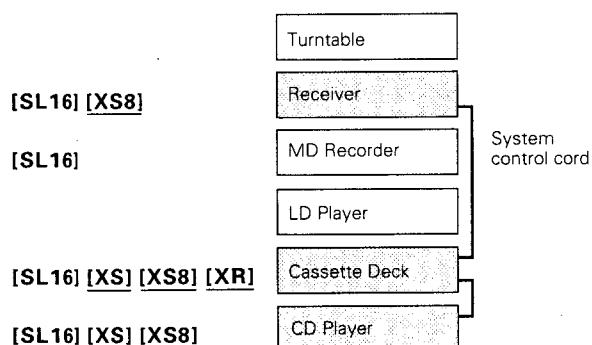 Turntable
[SL16] [XS8] Receiver
[SL16] MD Recorder
System
control cord
LD Player
[SL16] [XS] [XS8] [XR] Cassette Deck
[SL16] [XS] [XS8] CD Player